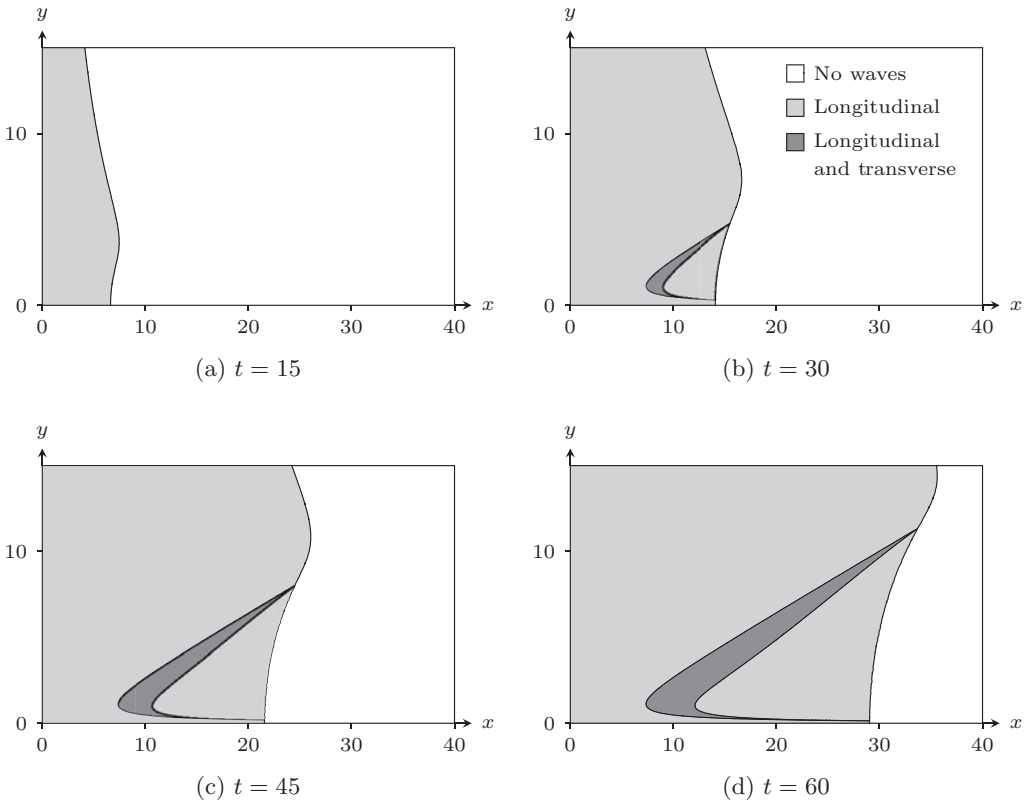 y
10
0
0 10 20 30 40
x
(a) t = 15
y
10
0
0 10 20 30 40
x
No waves
Longitudinal
Longitudinal
and transverse
(b) t = 30
y
10
0
0 10 20 30 40
x
(c) t = 45
y
10
0
0 10 20 30 40
x
(d) t = 60